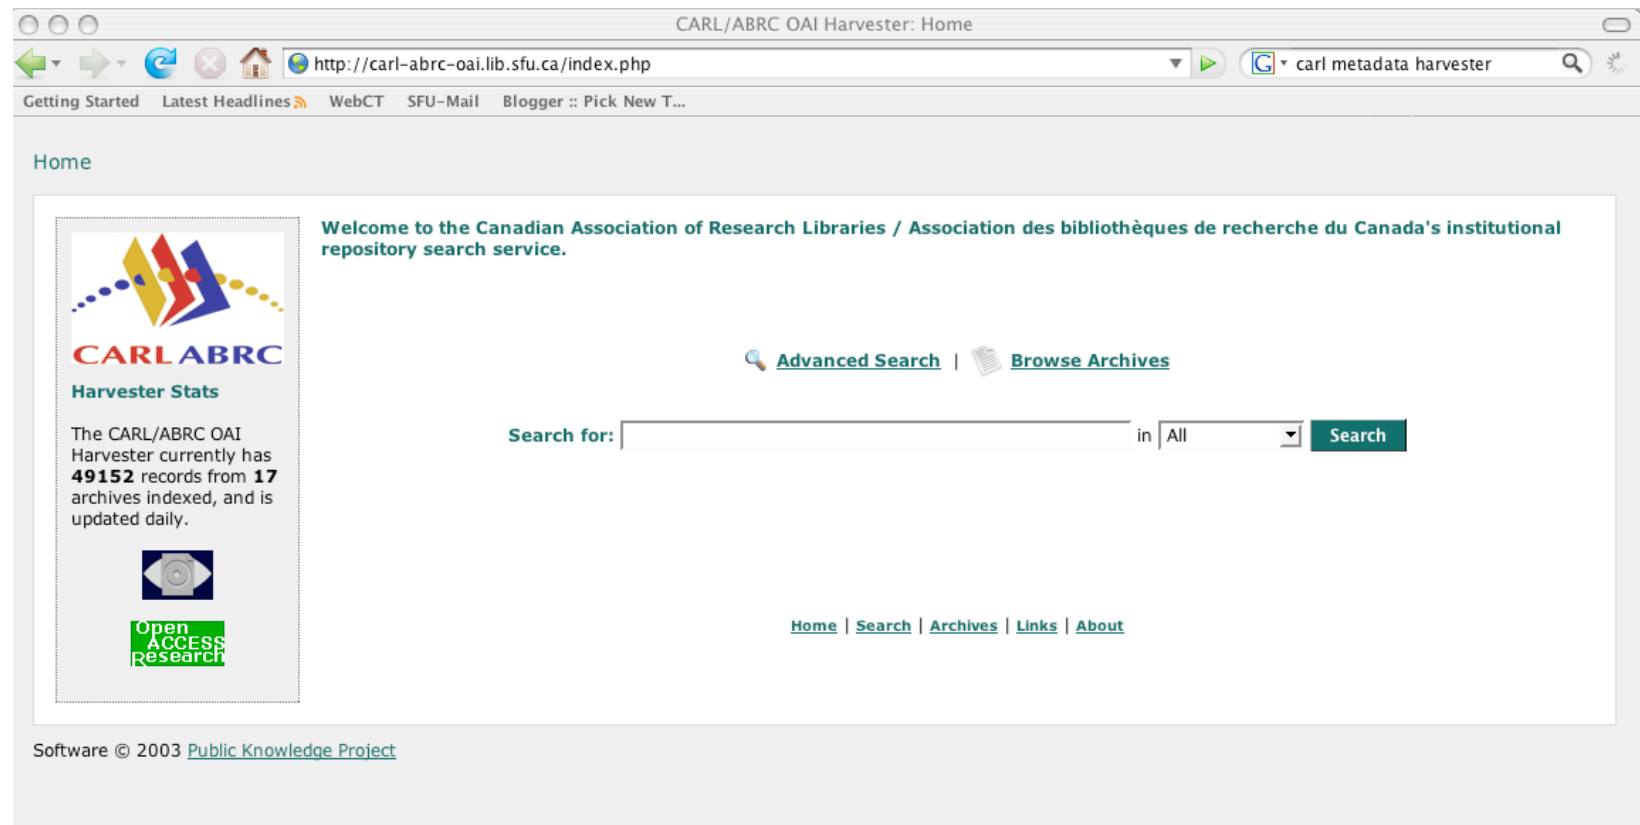 CARL/ABRC OAI Harvester: Home
http://carl-abrc-oai.lib.sfu.ca/index.php
G carl metadata harvester
Getting Started Latest Headlines WebCT SFU-Mail Blogger :: Pick New T...
Home
Welcome to the Canadian Association of Research Libraries / Association des bibliothèques de recherche du Canada's institutional
repository search service.
CARL ABRC
Harvester Stats
The CARL/ABRC OAI
Harvester currently has
49152 records from 17
archives indexed, and is
updated daily.
Open
ACCESS
Research
Advanced Search | Browse Archives
Search for: in All Search
Home | Search | Archives | Links | About
Software © 2003 Public Knowledge Project